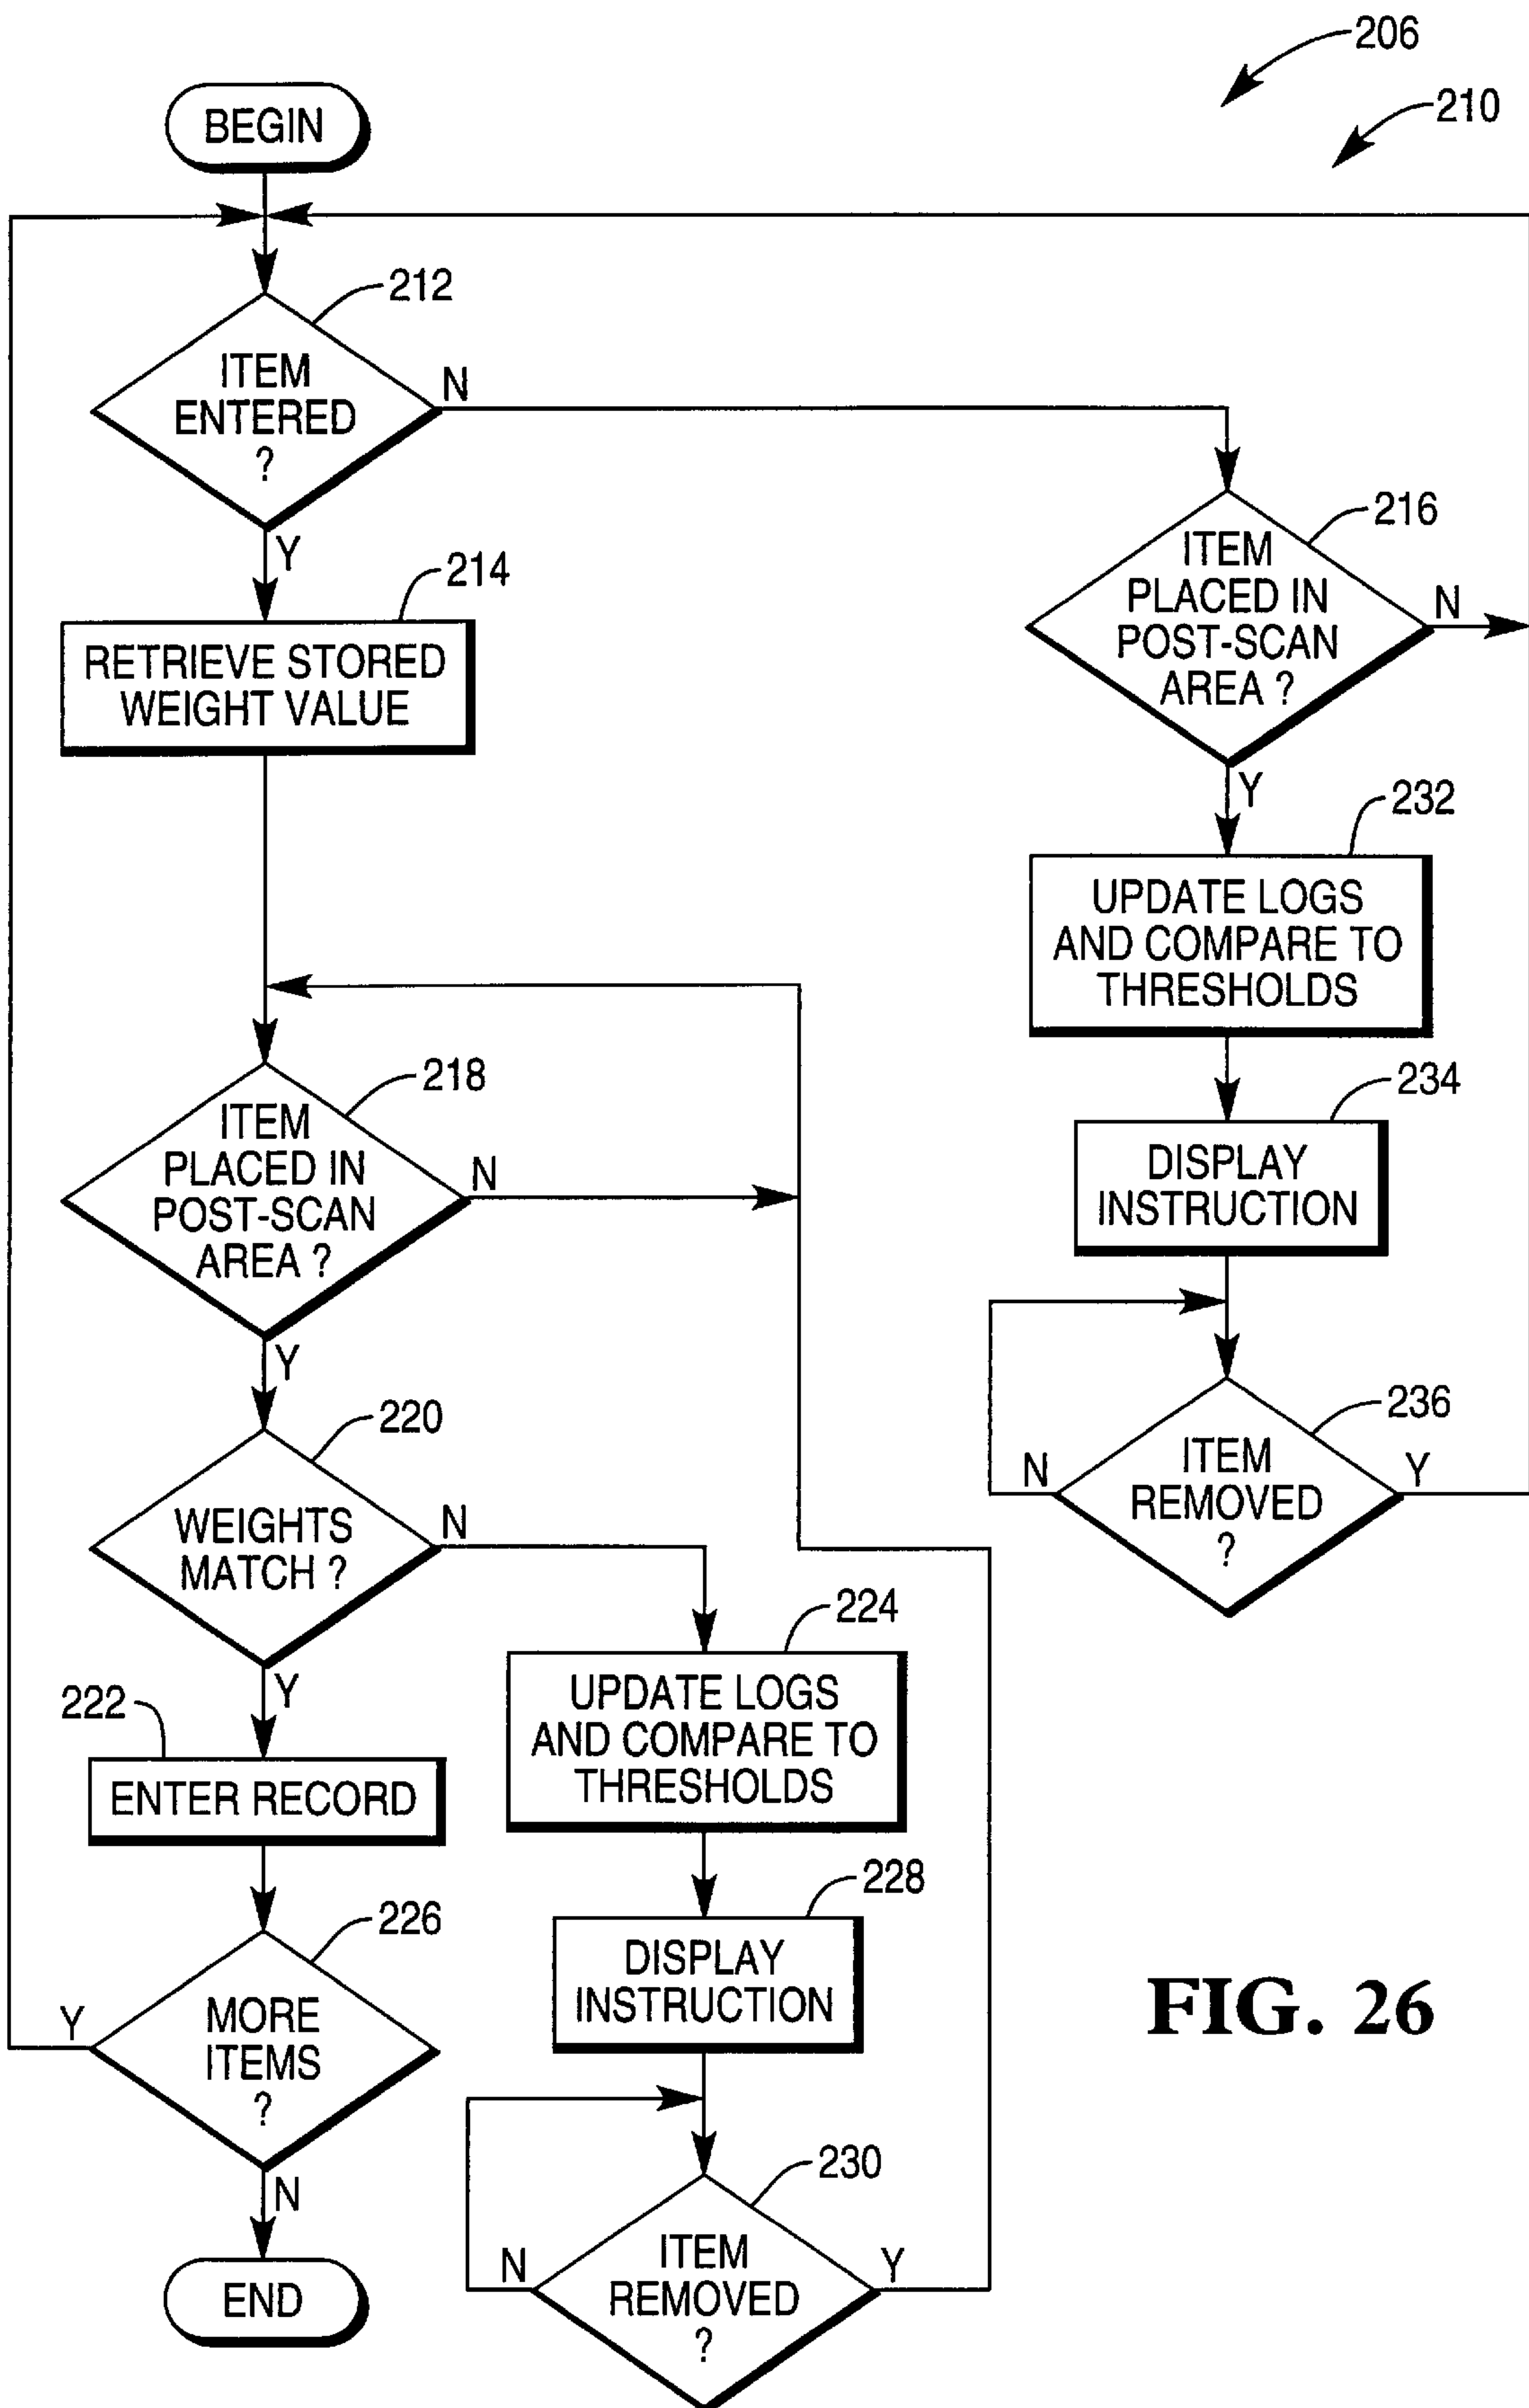 206
210
BEGIN
212
ITEM
ENTERED
?
N
Y
214
RETRIEVE STORED
WEIGHT VALUE
216
ITEM
PLACED IN
POST-SCAN
AREA ?
N
Y
232
UPDATE LOGS
AND COMPARE TO
THRESHOLDS
234
DISPLAY
INSTRUCTION
236
ITEM
REMOVED
?
N
Y
218
ITEM
PLACED IN
POST-SCAN
AREA ?
N
Y
220
WEIGHTS
MATCH ?
N
Y
222
ENTER RECORD
224
UPDATE LOGS
AND COMPARE TO
THRESHOLDS
226
MORE
ITEMS
?
Y
N
END
228
DISPLAY
INSTRUCTION
230
ITEM
REMOVED
?
N
Y
FIG. 26